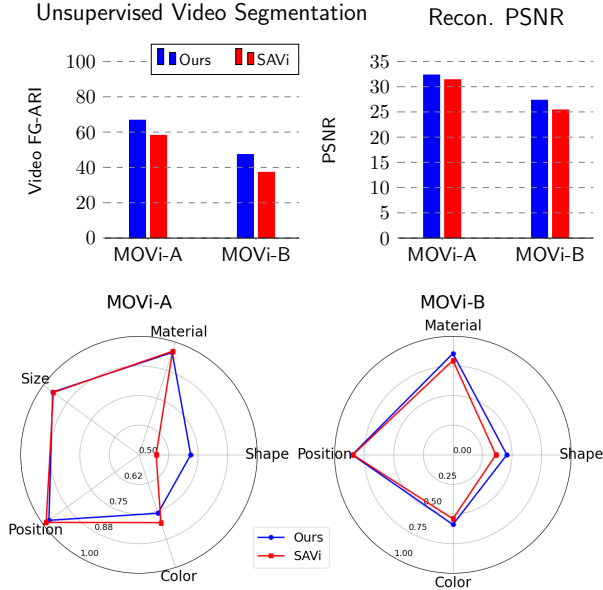 Unsupervised Video Segmentation
Recon. PSNR
Ours SAVi
Video FG-ARI
100
80
60
40
20
0
MOVi-A MOVi-B
PSNR
35
30
25
20
15
10
5
0
MOVi-A MOVi-B
MOVi-A
Material
Size
Shape
Position
Color
0.50
0.62
0.75
0.88
1.00
MOVi-B
Material
Position
Shape
Color
0.00
0.25
0.50
0.75
1.00
Ours
SAVi